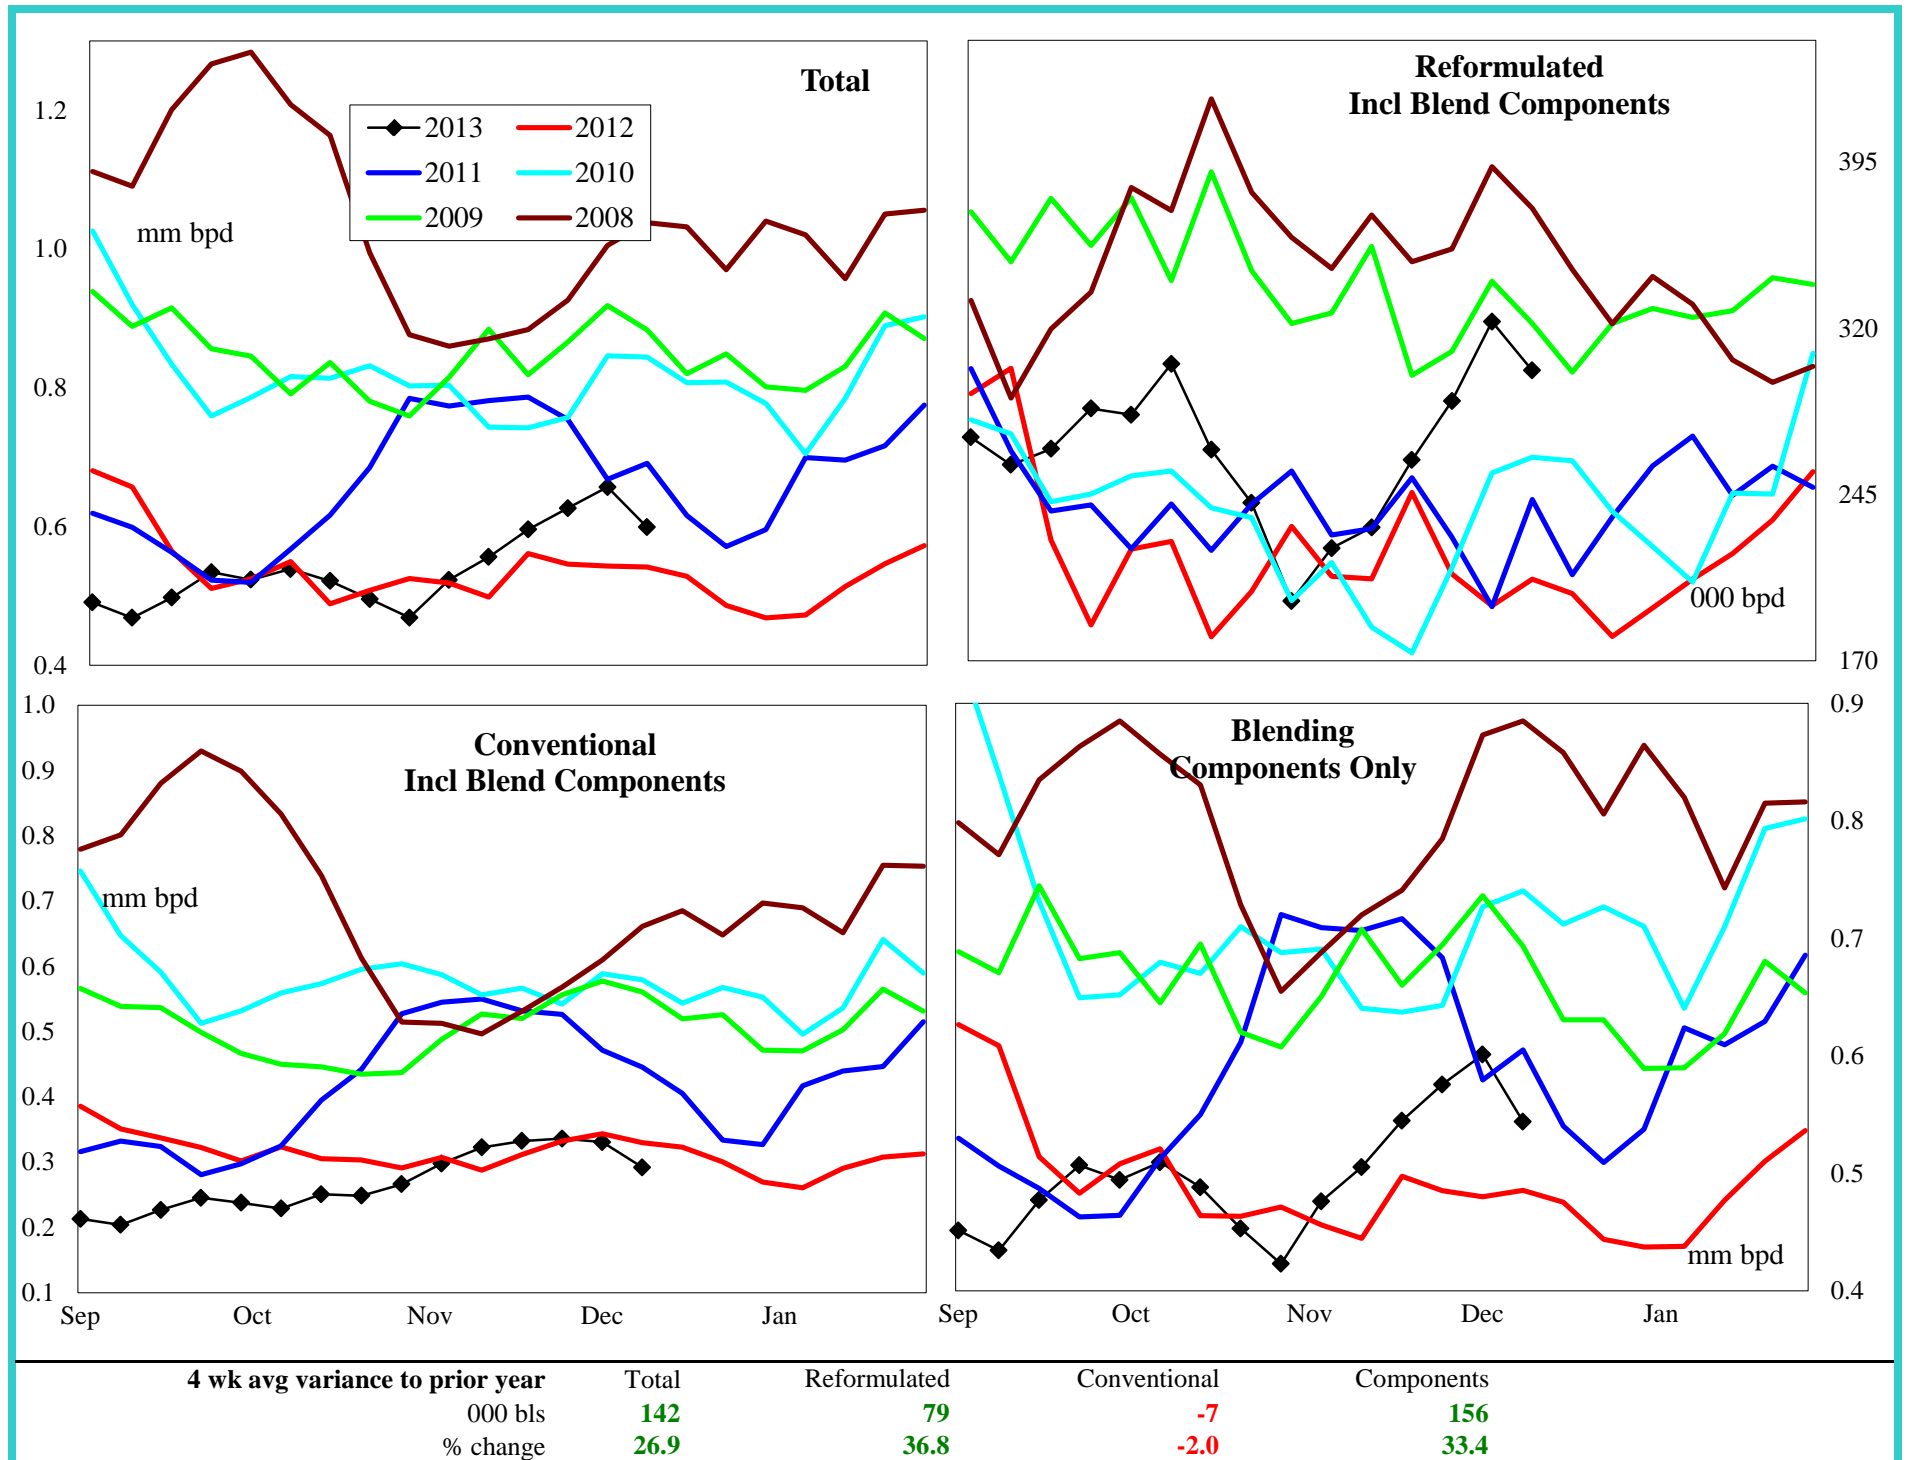 Total
1.2
1.0
0.8
0.6
0.4
mm bpd
2013 2012
2011 2010
2009 2008
Reformulated
Incl Blend Components
395
320
245
170
000 bpd
Conventional
Incl Blend Components
1.0
0.9
0.8
0.7
0.6
0.5
0.4
0.3
0.2
0.1
mm bpd
Sep Oct Nov Dec Jan
Blending
Components Only
0.9
0.8
0.7
0.6
0.5
0.4
mm bpd
Sep Oct Nov Dec Jan
4 wk avg variance to prior year Total Reformulated Conventional Components
000 bls 142 79 -7 156
% change 26.9 36.8 -2.0 33.4